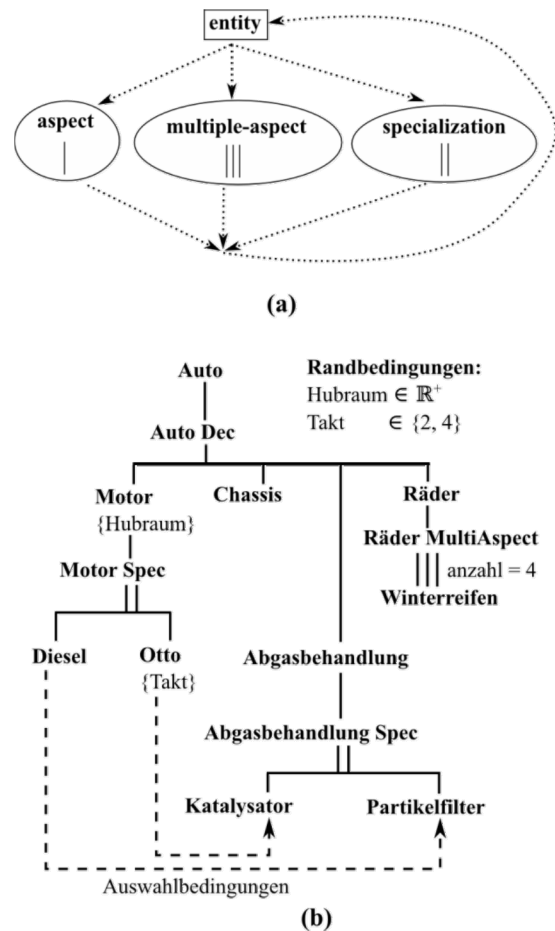 entity
aspect
multiple-aspect
specialization
(a)
Auto
Randbedingungen:
Hubraum ∈ ℝ⁺
Takt ∈ {2, 4}
Auto Dec
Motor
{Hubraum}
Chassis
Räder
Räder MultiAspect
anzahl = 4
Winterreifen
Motor Spec
Diesel
Otto
{Takt}
Abgasbehandlung
Abgasbehandlung Spec
Katalysator
Partikelfilter
Auswahlbedingungen
(b)